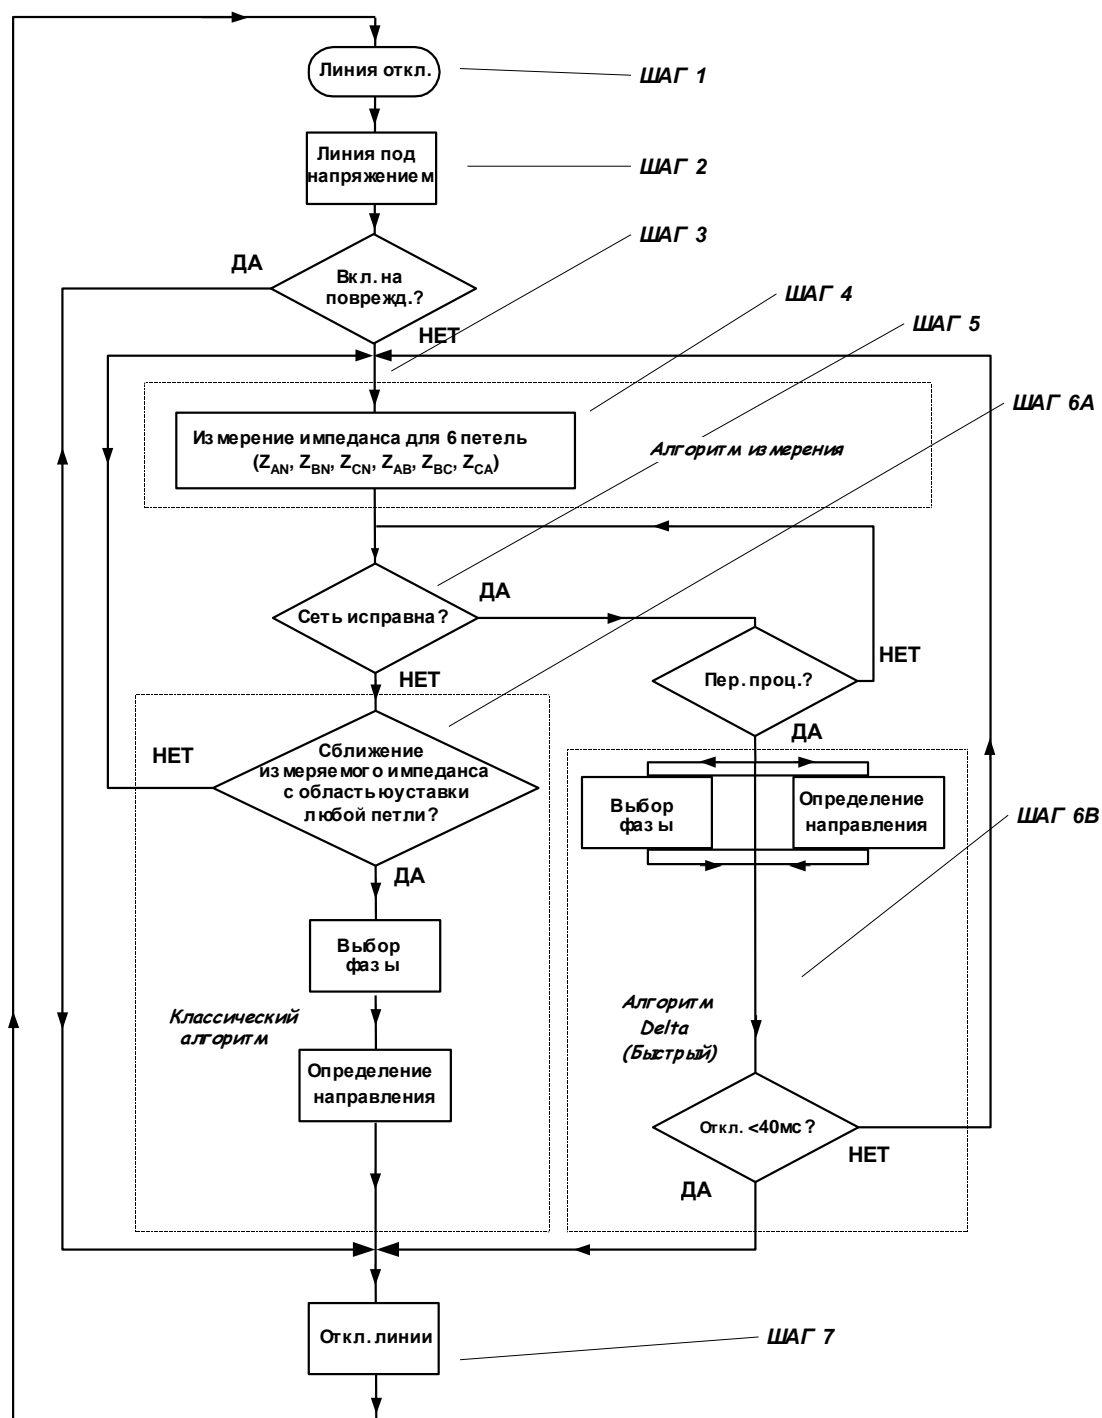 Линия откл.
ШАГ 1
Линия под
напряжением
ШАГ 2
ШАГ 3
ДА
Вкл. на
поврежд.?
ШАГ 4
НЕТ
ШАГ 5
ШАГ 6А
Измерение импеданса для 6 петель
(ZAN, ZBN, ZCN, ZAB, ZBC, ZCA)
Алгоритм измерения
ДА
Сеть исправна?
НЕТ
Пер. проц.?
НЕТ
ДА
НЕТ
Сближение
измеряемого импеданса
с областью уставки
любой петли?
ДА
Выбор
фазы
Определение
направления
ШАГ 6В
Выбор
фазы
Классический
алгоритм
Алгоритм
Delta
(Быстрый)
Определение
направления
Откл. <40мс?
НЕТ
ДА
Откл. линии
ШАГ 7